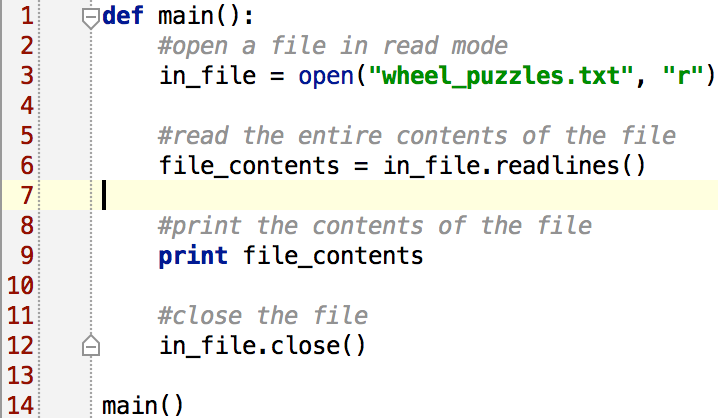 1 def main():
2 #open a file in read mode
3 in_file = open("wheel_puzzles.txt", "r")
4
5 #read the entire contents of the file
6 file_contents = in_file.readlines()
7
8 #print the contents of the file
9 print file_contents
10
11 #close the file
12 in_file.close()
13
14 main()